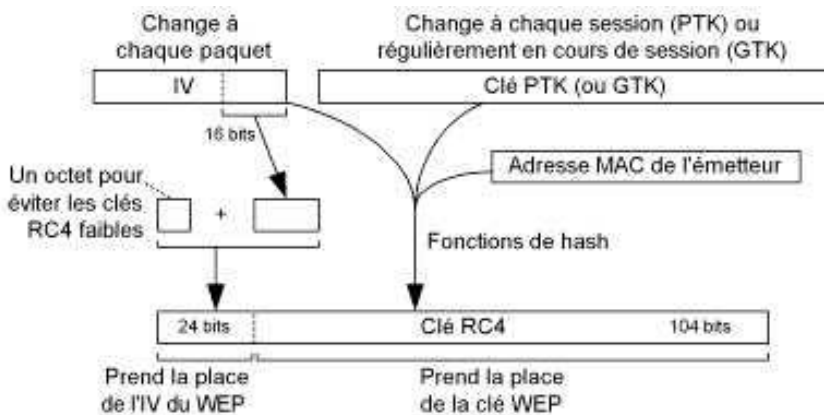 Change à
chaque paquet
Change à chaque session (PTK) ou
régulièrement en cours de session (GTK)
IV
Clé PTK (ou GTK)
16 bits
Adresse MAC de l'émetteur
Un octet pour
éviter les clés
RC4 faibles
+
Fonctions de hash
24 bits
Clé RC4
104 bits
Prend la place
de l'IV du WEP
Prend la place
de la clé WEP